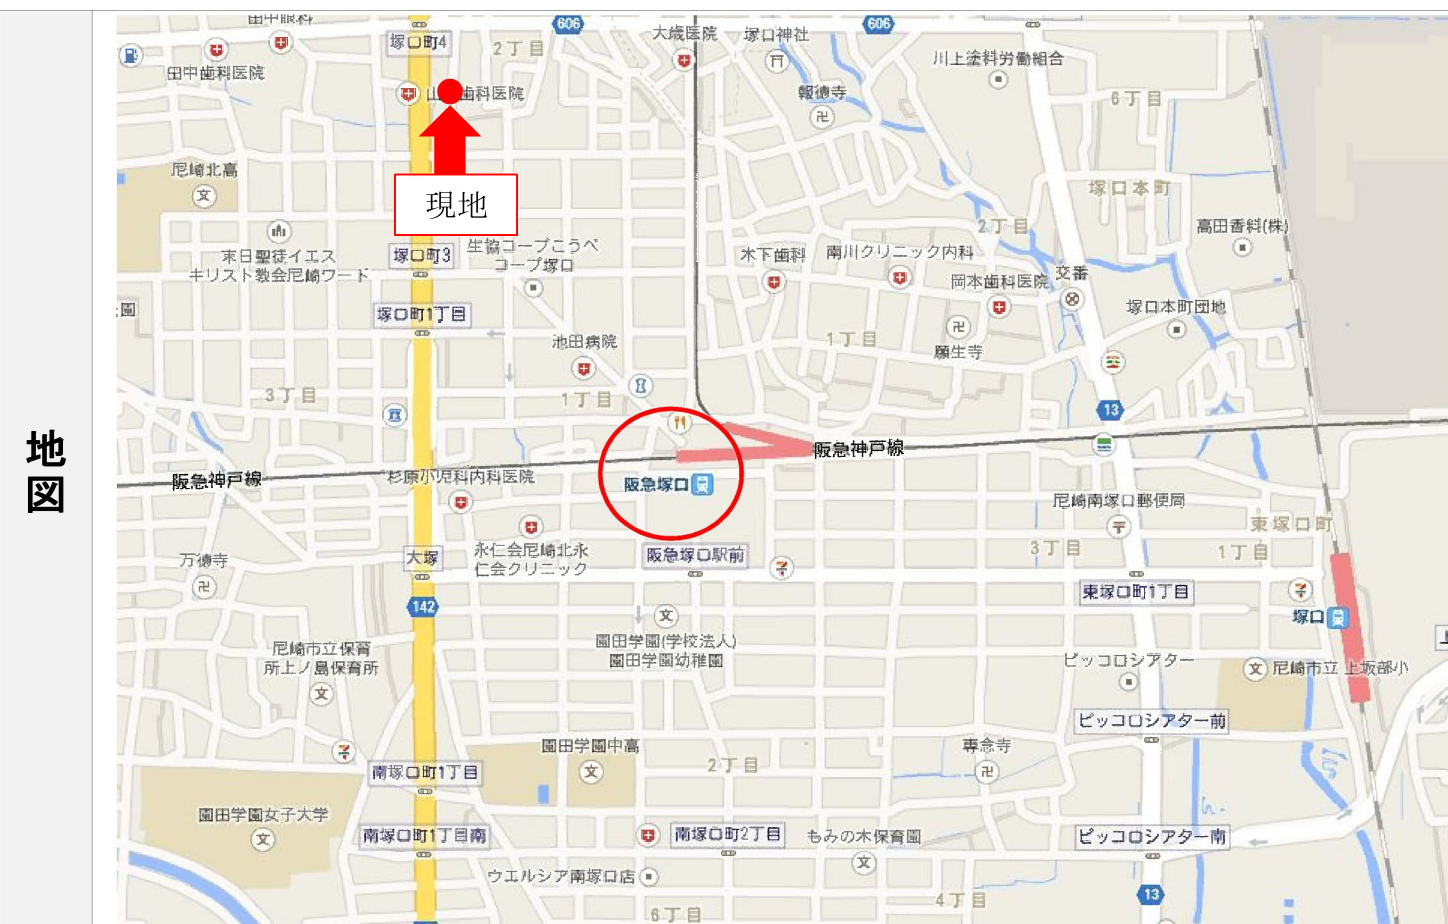 地図
田中眼科
606
606
塚口町4
2丁目
大歳医院
塚口神社
田中歯科医院
川上塗料労働組合
歯科医院
報徳寺
6丁目
尼崎北高
文
現地
塚口本町
2丁目
高田香料(株)
末日聖徒イエス
キリスト教会尼崎ワード
塚口町3
生協コープこうべ
コープ塚口
木下歯科
南川クリニック内科
岡本歯科医院
交番
塚口町1丁目
塚口本町団地
園
池田病院
1丁目
願生寺
3丁目
1丁目
13
阪急神戸線
阪急神戸線
杉原小児科内科医院
阪急塚口
尼崎南塚口郵便局
東塚口町
万徳寺
大塚
永仁会尼崎北永
仁会クリニック
阪急塚口駅前
3丁目
1丁目
142
東塚口町1丁目
塚口
文
園田学園(学校法人)
園田学園幼稚園
尼崎市立保育
所上ノ島保育所
文
ピッコロシアター
文
尼崎市立 上坂部小
上
ピッコロシアター前
園田学園中高
文
2丁目
専念寺
南塚口町1丁目
園田学園女子大学
文
南塚口町1丁目南
南塚口町2丁目
もみの木保育園
文
ピッコロシアター南
ウエルシア南塚口店
13
6丁目
4丁目